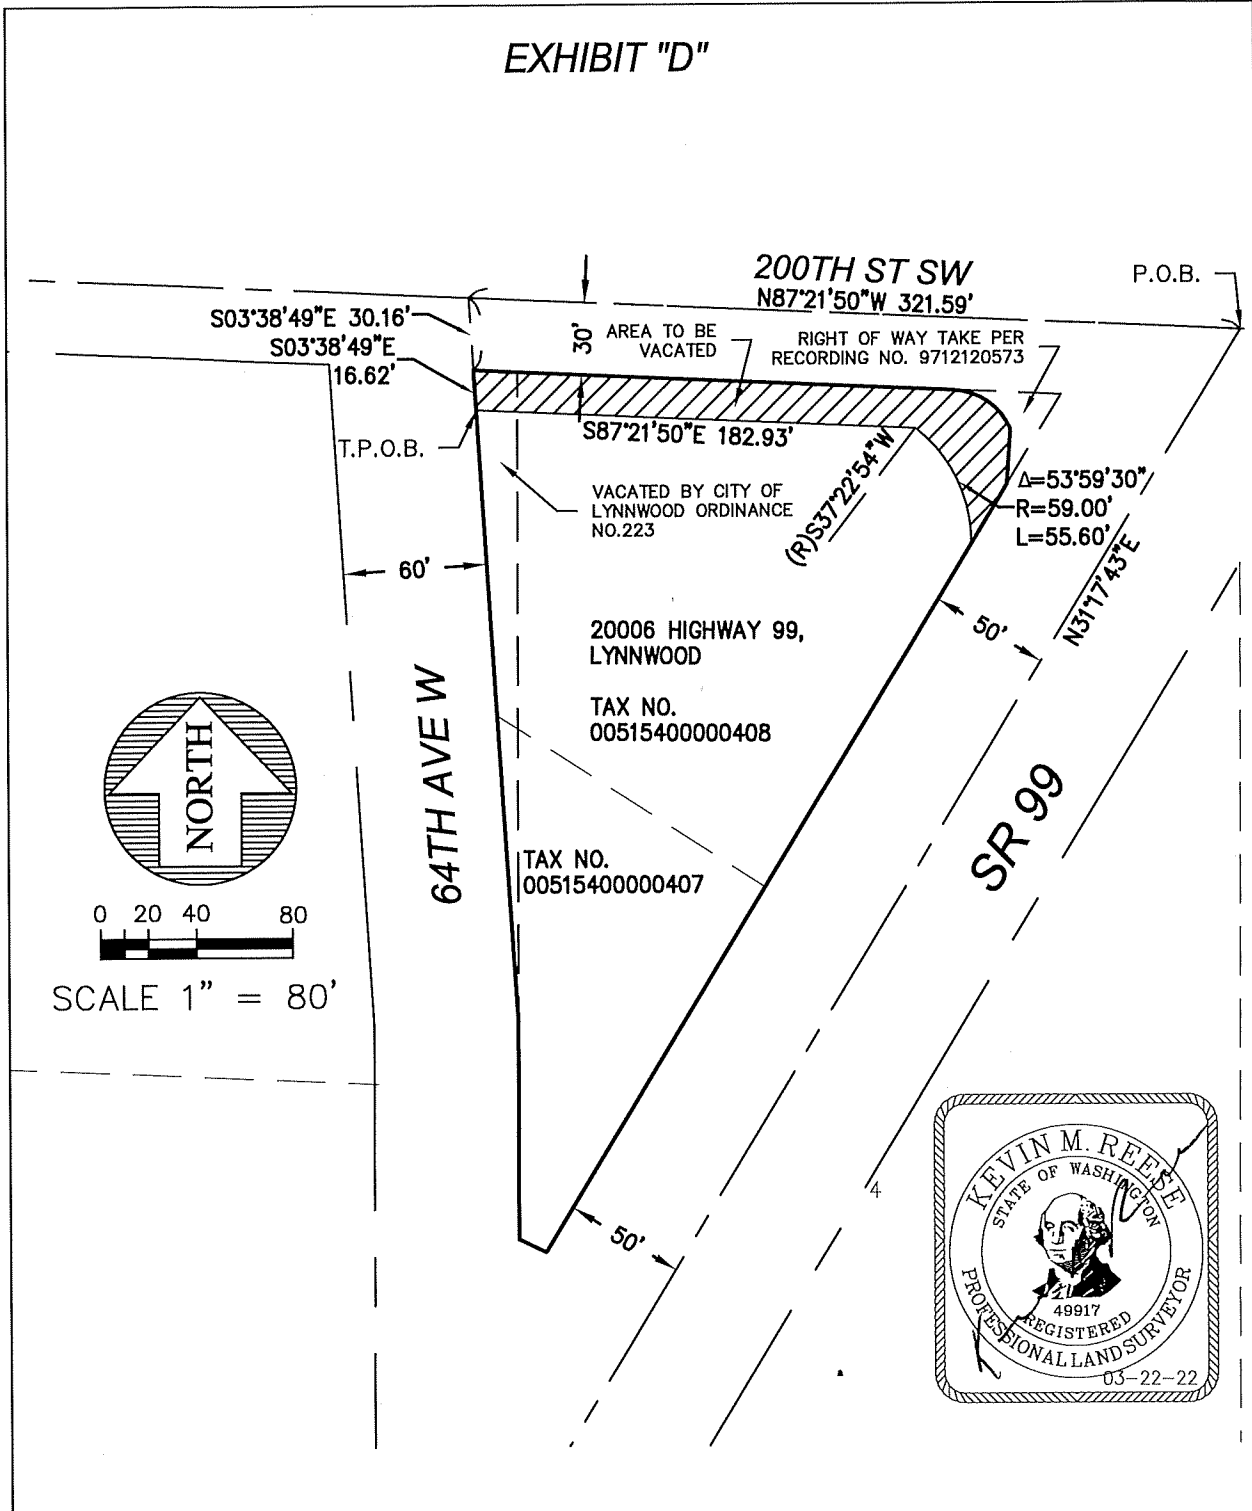 EXHIBIT "D"
200TH ST SW
N87°21'50"W 321.59'
P.O.B.
S03°38'49"E 30.16'
S03°38'49"E
16.62'
30'
AREA TO BE
VACATED
RIGHT OF WAY TAKE PER
RECORDING NO. 9712120573
T.P.O.B.
S87°21'50"E 182.93'
(R)S37°22'54"W
VACATED BY CITY OF
LYNNWOOD ORDINANCE
NO.223
Δ=53°59'30"
R=59.00'
L=55.60'
N31°17'43"E
60'
50'
20006 HIGHWAY 99,
LYNNWOOD
TAX NO.
00515400000408
64TH AVE W
NORTH
SR 99
TAX NO.
00515400000407
0 20 40 80
SCALE 1" = 80'
50'
4
KEVIN M. REESE
STATE OF WASHINGTON
49917
REGISTERED
PROFESSIONAL LAND SURVEYOR
03-22-22